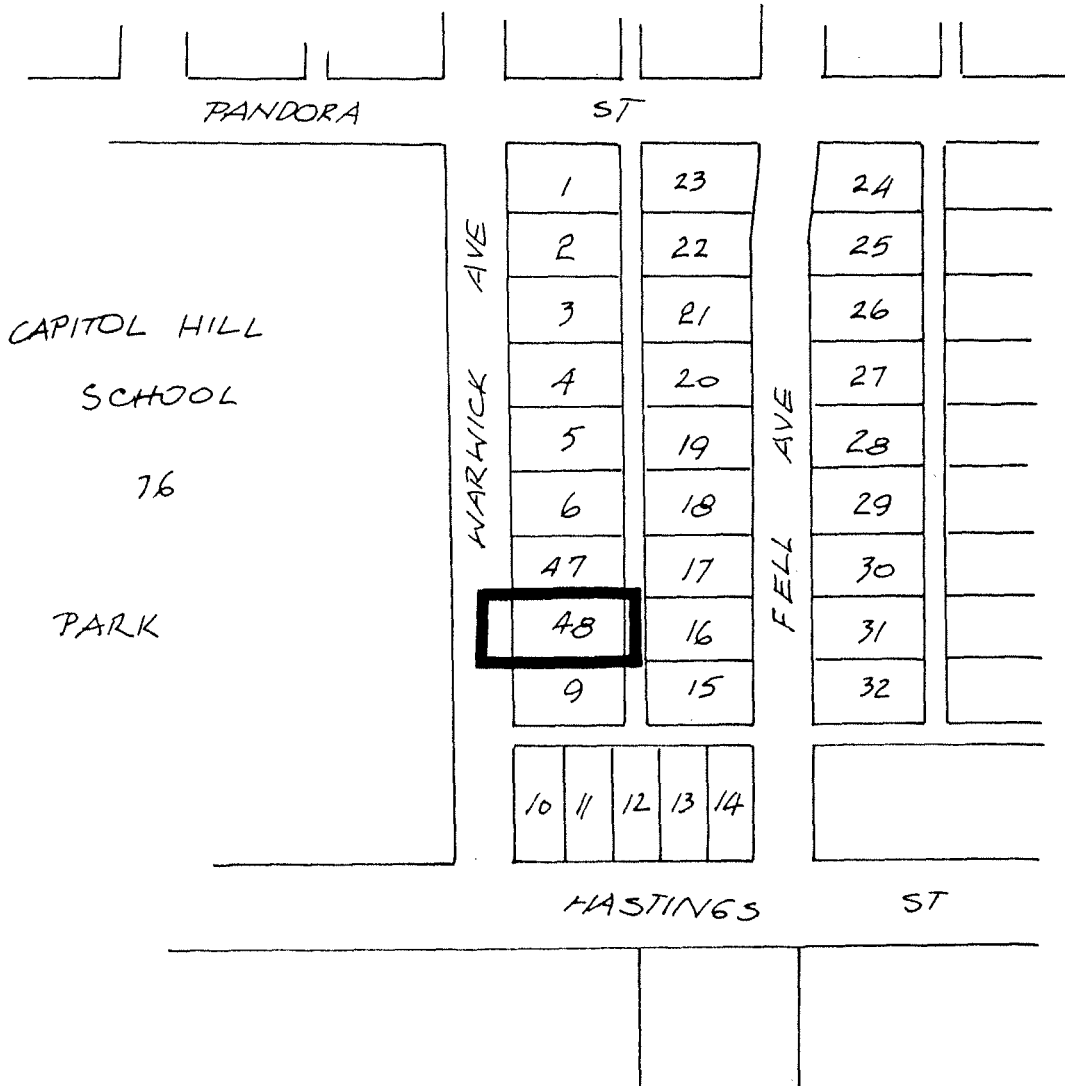 PANDORA ST
1 23 24
2 22 25
3 21 26
4 20 27
5 19 28
6 18 29
47 17 30
48 16 31
9 15 32
10 11 12 13 14
WARWICK AVE
FELL AVE
CAPITOL HILL
SCHOOL
76
PARK
HASTINGS ST